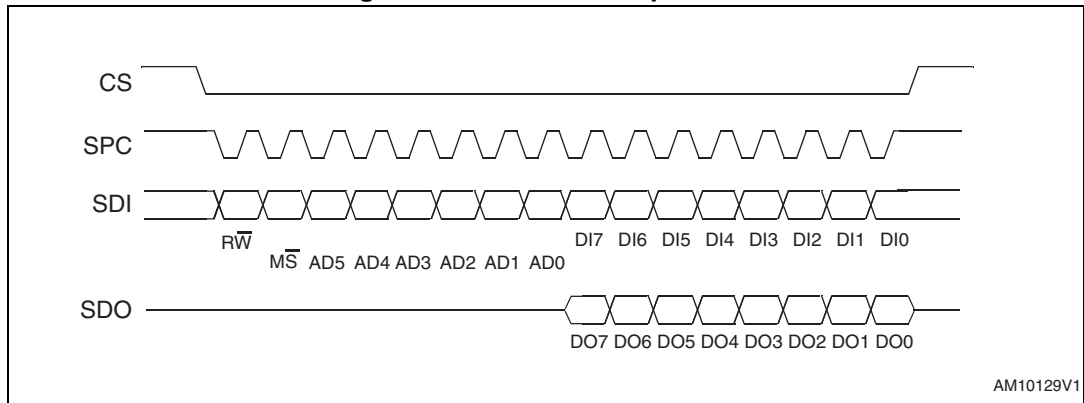 CS
SPC
SDI
RW DI7 DI6 DI5 DI4 DI3 DI2 DI1 DI0
MS AD5 AD4 AD3 AD2 AD1 AD0
SDO
DO7 DO6 DO5 DO4 DO3 DO2 DO1 DO0
AM10129V1